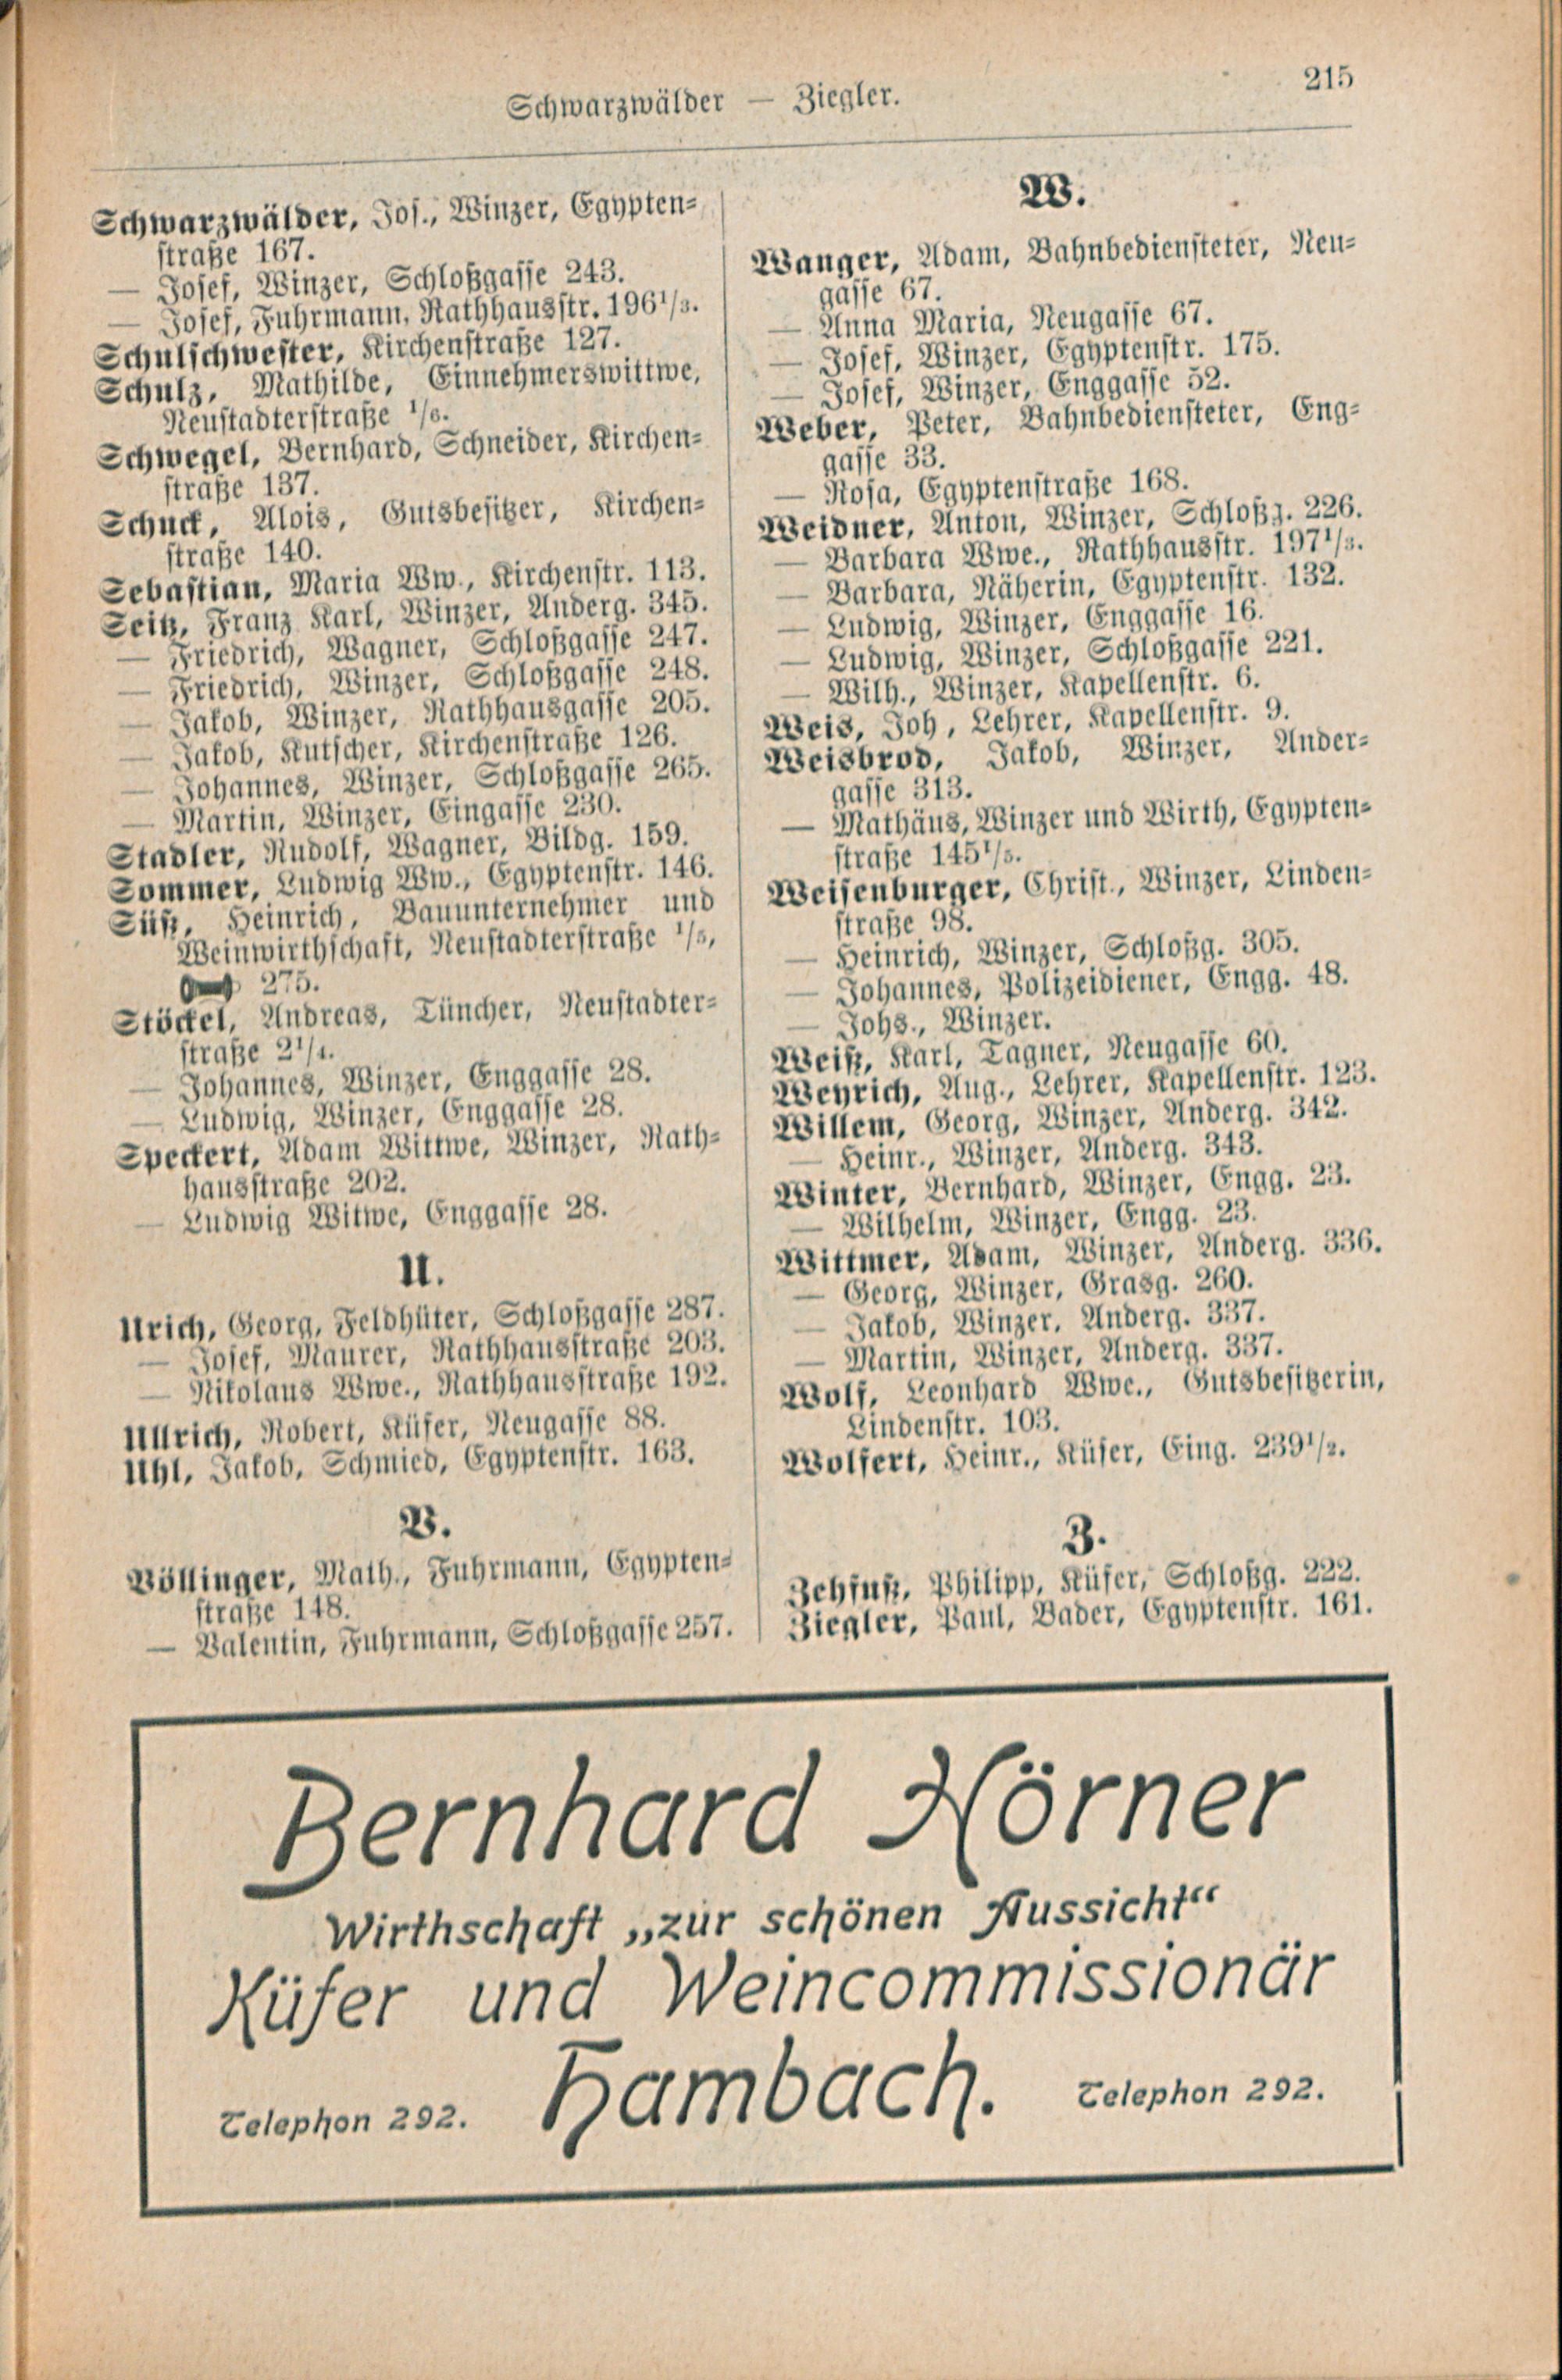 Schwarzwälder — Ziegler.
215
Schwarzwälder, Jos., Winzer, Egypten-
straße 167.
— Josef, Winzer, Schloßgasse 243.
— Josef, Fuhrmann, Rathhausstr. 196 1/3.
Schulschwester, Kirchenstraße 127.
Schulz, Mathilde, Einnehmerswittwe,
Neustadterstraße
Schwegel, Bernhard, Schneider, Kirchen-
straße 137.
Schuck, Alois, Gutsbesitzer, Kirchen-
straße 140.
Sebastian, Maria Ww., Kirchenstr. 113.
Seitz, Franz Karl, Winzer, Anderg. 345.
— Friedrich, Wagner, Schloßgasse 247.
— Friedrich, Winzer, Schloßgasse 248.
— Jakob, Winzer, Rathhausgasse 205.
— Jakob, Kutscher, Kirchenstraße 126.
— Johannes, Winzer, Schloßgasse 265.
— Martin, Winzer, Eingasse 230.
Stadler, Rudolf, Wagner, Bildg. 159.
Sommer, Ludwig Ww., Egyptenstr. 146.
Süß, Heinrich, Bauunternehmer und
Weinwirthschaft, Neustadterstraße
275.
Stöckel, Andreas, Tüncher, Neustadter-
straße 2 1/4.
— Johannes, Winzer, Enggasse 28.
— Ludwig, Winzer, Enggasse 28.
Speckert, Adam Wittwe, Winzer, Rath-
hausstraße 202.
— Ludwig Witwe, Enggasse 28.
U.
Urich, Georg, Feldhüter, Schloßgasse 287.
— Josef, Maurer, Rathhausstraße 203.
— Nikolaus Wwe., Rathhausstraße 192.
Ullrich, Robert, Küfer, Neugasse 88.
Uhl, Jakob, Schmied, Egyptenstr. 163.
V.
Völlinger, Math., Fuhrmann, Egypten-
straße 148.
— Valentin, Fuhrmann, Schloßgasse 257.
W.
Wanger, Adam, Bahnbediensteter, Neu-
gasse 67.
— Anna Maria, Neugasse 67.
— Josef, Winzer, Egyptenstr. 175.
— Josef, Winzer, Enggasse 52.
Weber, Peter, Bahnbediensteter, Eng-
gasse 33.
— Rosa, Egyptenstraße 168.
Weidner, Anton, Winzer, Schloßg. 226.
— Barbara Wwe., Rathhausstr. 197 1/3.
— Barbara, Näherin, Egyptenstr. 132.
— Ludwig, Winzer, Enggasse 16.
— Ludwig, Winzer, Schloßgasse 221.
— Wilh., Winzer, Kapellenstr. 6.
Weis, Joh, Lehrer, Kapellenstr. 9.
Weisbrod, Jakob, Winzer, Ander-
gasse 313.
— Mathäus, Winzer und Wirth, Egypten-
straße 145 1/5.
Weisenburger, Christ., Winzer, Linden-
straße 98.
— Heinrich, Winzer, Schloßg. 305.
— Johannes, Polizeidiener, Engg. 48.
— Johs., Winzer.
Weiß, Karl, Tagner, Neugasse 60.
Weyrich, Aug., Lehrer, Kapellenstr. 123.
Willem, Georg, Winzer, Anderg. 342.
— Heinr., Winzer, Anderg. 343.
Winter, Bernhard, Winzer, Engg. 23.
— Wilhelm, Winzer, Engg. 23.
Wittmer, Adam, Winzer, Anderg. 336.
— Georg, Winzer, Grasg. 260.
— Jakob, Winzer, Anderg. 337.
— Martin, Winzer, Anderg. 337.
Wolf, Leonhard Wwe., Gutsbesitzerin,
Lindenstr. 103.
Wolfert, Heinr., Küfer, Eing. 239 1/2.
Z.
Zehfuß, Philipp, Küfer, Schloßg. 222.
Ziegler, Paul, Bader, Egyptenstr. 161.
Bernhard Hörner
Wirthschaft „zur schönen Aussicht“
Küfer und Weincommissionär
Hambach.
Telephon 292.
Telephon 292.